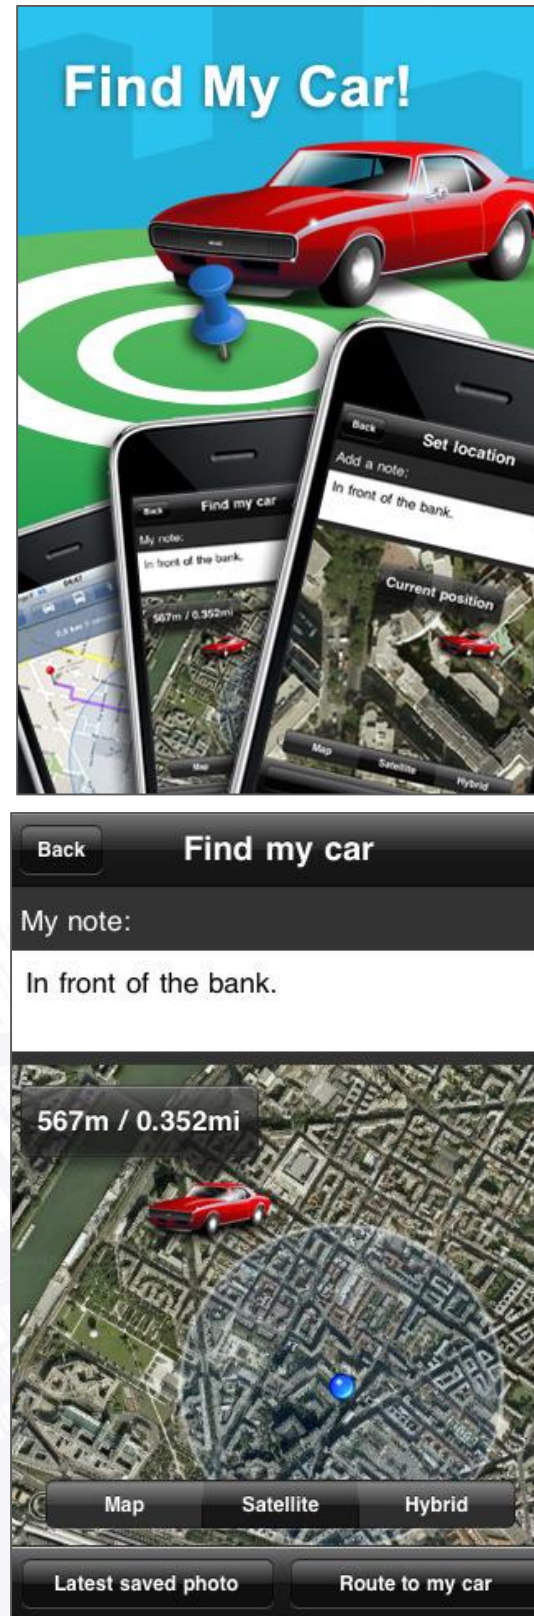 Find My Car!
Back
Set location
Add a note:
In front of the bank.
Current position
Map
Satellite
Hybrid
Back
Find my car
My note:
In front of the bank.
567m / 0.352mi
Map
04:47
Back
Find my car
My note:
In front of the bank.
567m / 0.352mi
Map
Satellite
Hybrid
Latest saved photo
Route to my car